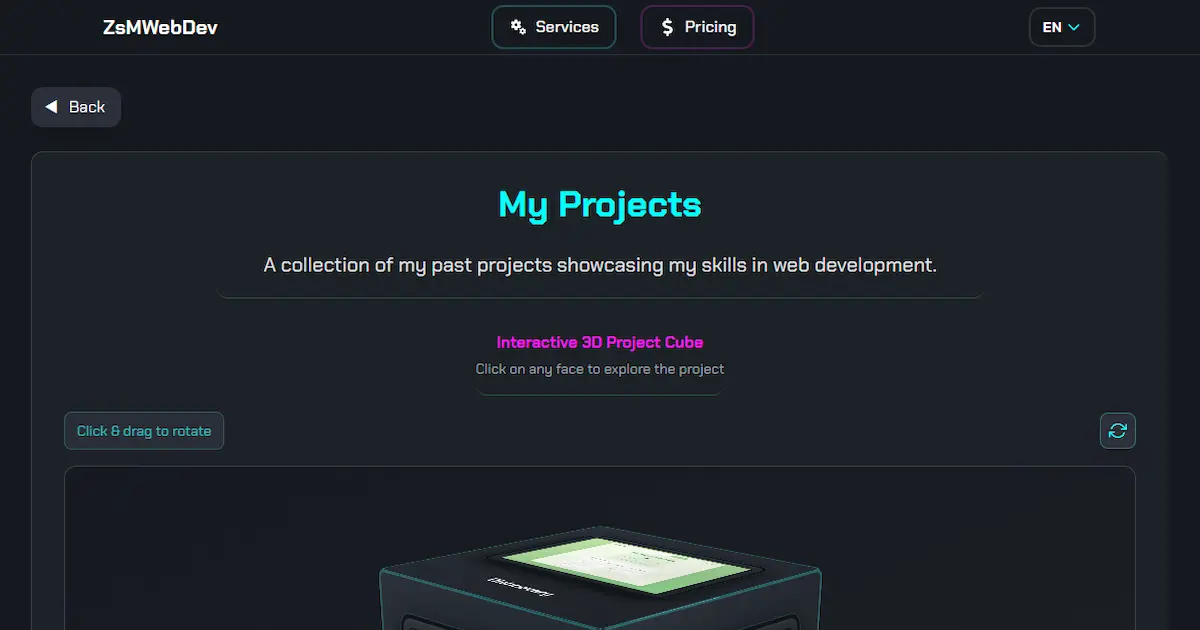 ZsMWebDev
Services
Pricing
EN
Back
My Projects
A collection of my past projects showcasing my skills in web development.
Interactive 3D Project Cube
Click on any face to explore the project
Click & drag to rotate